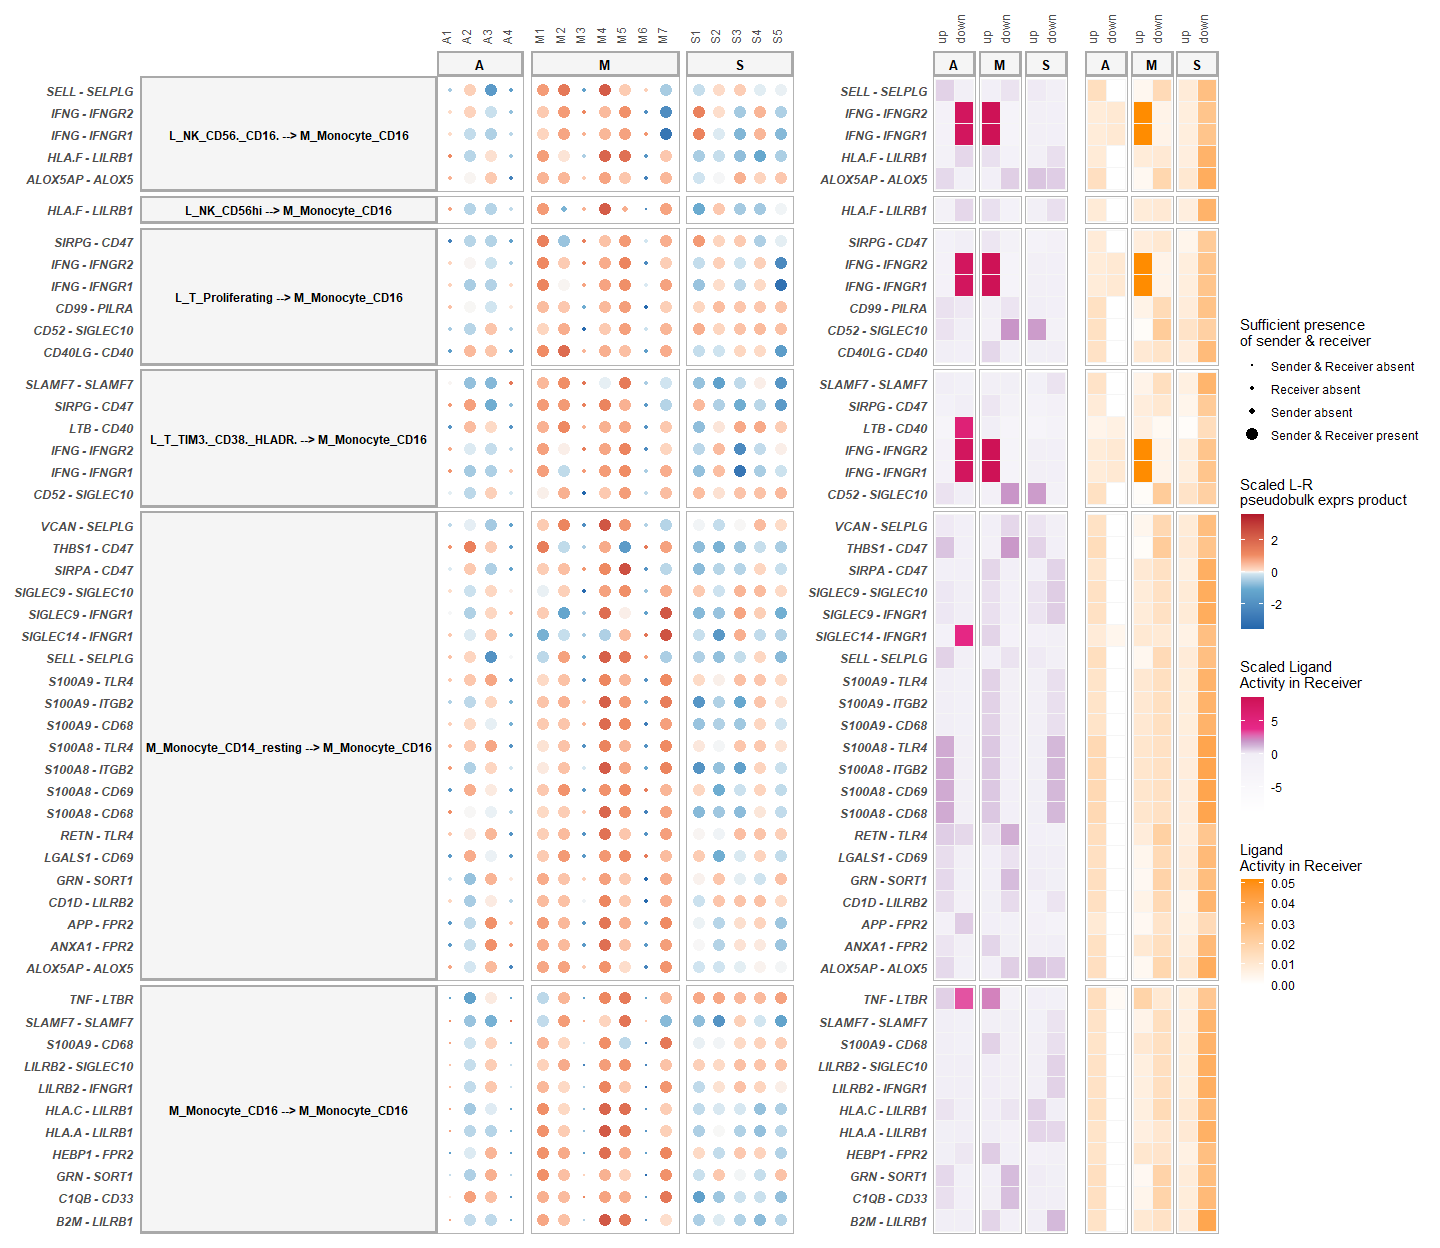 A1 A2 A3 A4 M1 M2 M3 M4 M5 M6 M7 S1 S2 S3 S4 S5 up down up down up down up down up down up down
A M S A M S A M S
L_NK_CD56._CD16. --> M_Monocyte_CD16
SELL - SELPLG SELL - SELPLG
IFNG - IFNGR2 IFNG - IFNGR2
IFNG - IFNGR1 IFNG - IFNGR1
HLA.F - LILRB1 HLA.F - LILRB1
ALOX5AP - ALOX5 ALOX5AP - ALOX5
L_NK_CD56hi --> M_Monocyte_CD16
HLA.F - LILRB1 HLA.F - LILRB1
L_T_Proliferating --> M_Monocyte_CD16
SIRPG - CD47 SIRPG - CD47
IFNG - IFNGR2 IFNG - IFNGR2
IFNG - IFNGR1 IFNG - IFNGR1
CD99 - PILRA CD99 - PILRA
CD52 - SIGLEC10 CD52 - SIGLEC10
CD40LG - CD40 CD40LG - CD40
L_T_TIM3._CD38._HLADR. --> M_Monocyte_CD16
SLAMF7 - SLAMF7 SLAMF7 - SLAMF7
SIRPG - CD47 SIRPG - CD47
LTB - CD40 LTB - CD40
IFNG - IFNGR2 IFNG - IFNGR2
IFNG - IFNGR1 IFNG - IFNGR1
CD52 - SIGLEC10 CD52 - SIGLEC10
M_Monocyte_CD14_resting --> M_Monocyte_CD16
VCAN - SELPLG VCAN - SELPLG
THBS1 - CD47 THBS1 - CD47
SIRPA - CD47 SIRPA - CD47
SIGLEC9 - SIGLEC10 SIGLEC9 - SIGLEC10
SIGLEC9 - IFNGR1 SIGLEC9 - IFNGR1
SIGLEC14 - IFNGR1 SIGLEC14 - IFNGR1
SELL - SELPLG SELL - SELPLG
S100A9 - TLR4 S100A9 - TLR4
S100A9 - ITGB2 S100A9 - ITGB2
S100A9 - CD68 S100A9 - CD68
S100A8 - TLR4 S100A8 - TLR4
S100A8 - ITGB2 S100A8 - ITGB2
S100A8 - CD69 S100A8 - CD69
S100A8 - CD68 S100A8 - CD68
RETN - TLR4 RETN - TLR4
LGALS1 - CD69 LGALS1 - CD69
GRN - SORT1 GRN - SORT1
CD1D - LILRB2 CD1D - LILRB2
APP - FPR2 APP - FPR2
ANXA1 - FPR2 ANXA1 - FPR2
ALOX5AP - ALOX5 ALOX5AP - ALOX5
M_Monocyte_CD16 --> M_Monocyte_CD16
TNF - LTBR TNF - LTBR
SLAMF7 - SLAMF7 SLAMF7 - SLAMF7
S100A9 - CD68 S100A9 - CD68
LILRB2 - SIGLEC10 LILRB2 - SIGLEC10
LILRB2 - IFNGR1 LILRB2 - IFNGR1
HLA.C - LILRB1 HLA.C - LILRB1
HLA.A - LILRB1 HLA.A - LILRB1
HEBP1 - FPR2 HEBP1 - FPR2
GRN - SORT1 GRN - SORT1
C1QB - CD33 C1QB - CD33
B2M - LILRB1 B2M - LILRB1
Sufficient presence
of sender & receiver
Sender & Receiver absent
Receiver absent
Sender absent
Sender & Receiver present
Scaled L-R
pseudobulk exprs product
2
0
-2
Scaled Ligand
Activity in Receiver
5
0
-5
Ligand
Activity in Receiver
0.05
0.04
0.03
0.02
0.01
0.00